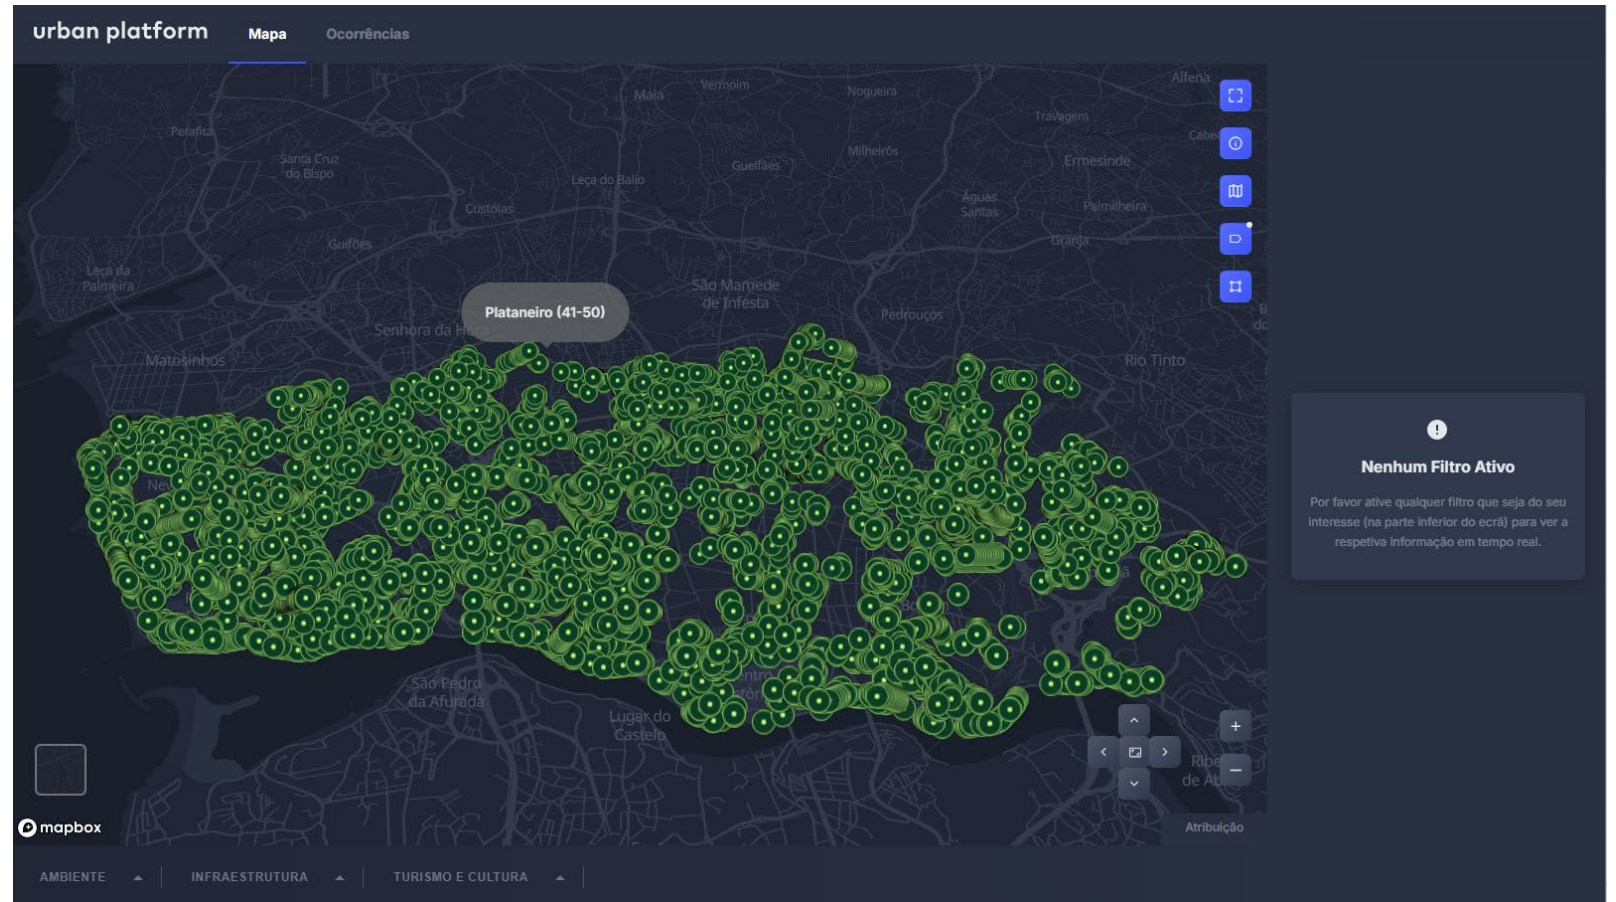 urban platform
Mapa
Ocorrências
Alfena
Maia
Vermoim
Nogueira
Travagem
Perafita
Santa Cruz
do Bispo
Milheirós
Gueifães
Ermesinde
Leça do Balio
Águas
Santas
Custóias
Palmilheira
Guifões
Granja
Leça da
Palmeira
São Mamede
de Infesta
Plataneiro (41-50)
Pedrouços
Senhora da
Matosinhos
Rio Tinto
Nenhum Filtro Ativo
Por favor ative qualquer filtro que seja do seu
interesse (na parte inferior do ecrã) para ver a
respetiva informação em tempo real.
São Pedro
da Afurada
Lugar do
Castelo
mapbox
Atribuição
AMBIENTE
INFRAESTRUTURA
TURISMO E CULTURA